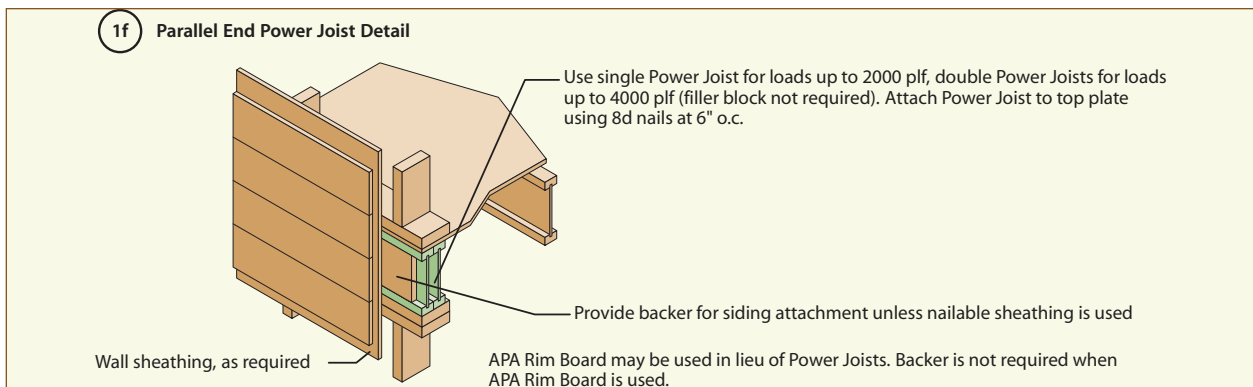 1f Parallel End Power Joist Detail
Use single Power Joist for loads up to 2000 plf, double Power Joists for loads
up to 4000 plf (filler block not required). Attach Power Joist to top plate
using 8d nails at 6" o.c.
Provide backer for siding attachment unless nailable sheathing is used
Wall sheathing, as required
APA Rim Board may be used in lieu of Power Joists. Backer is not required when
APA Rim Board is used.